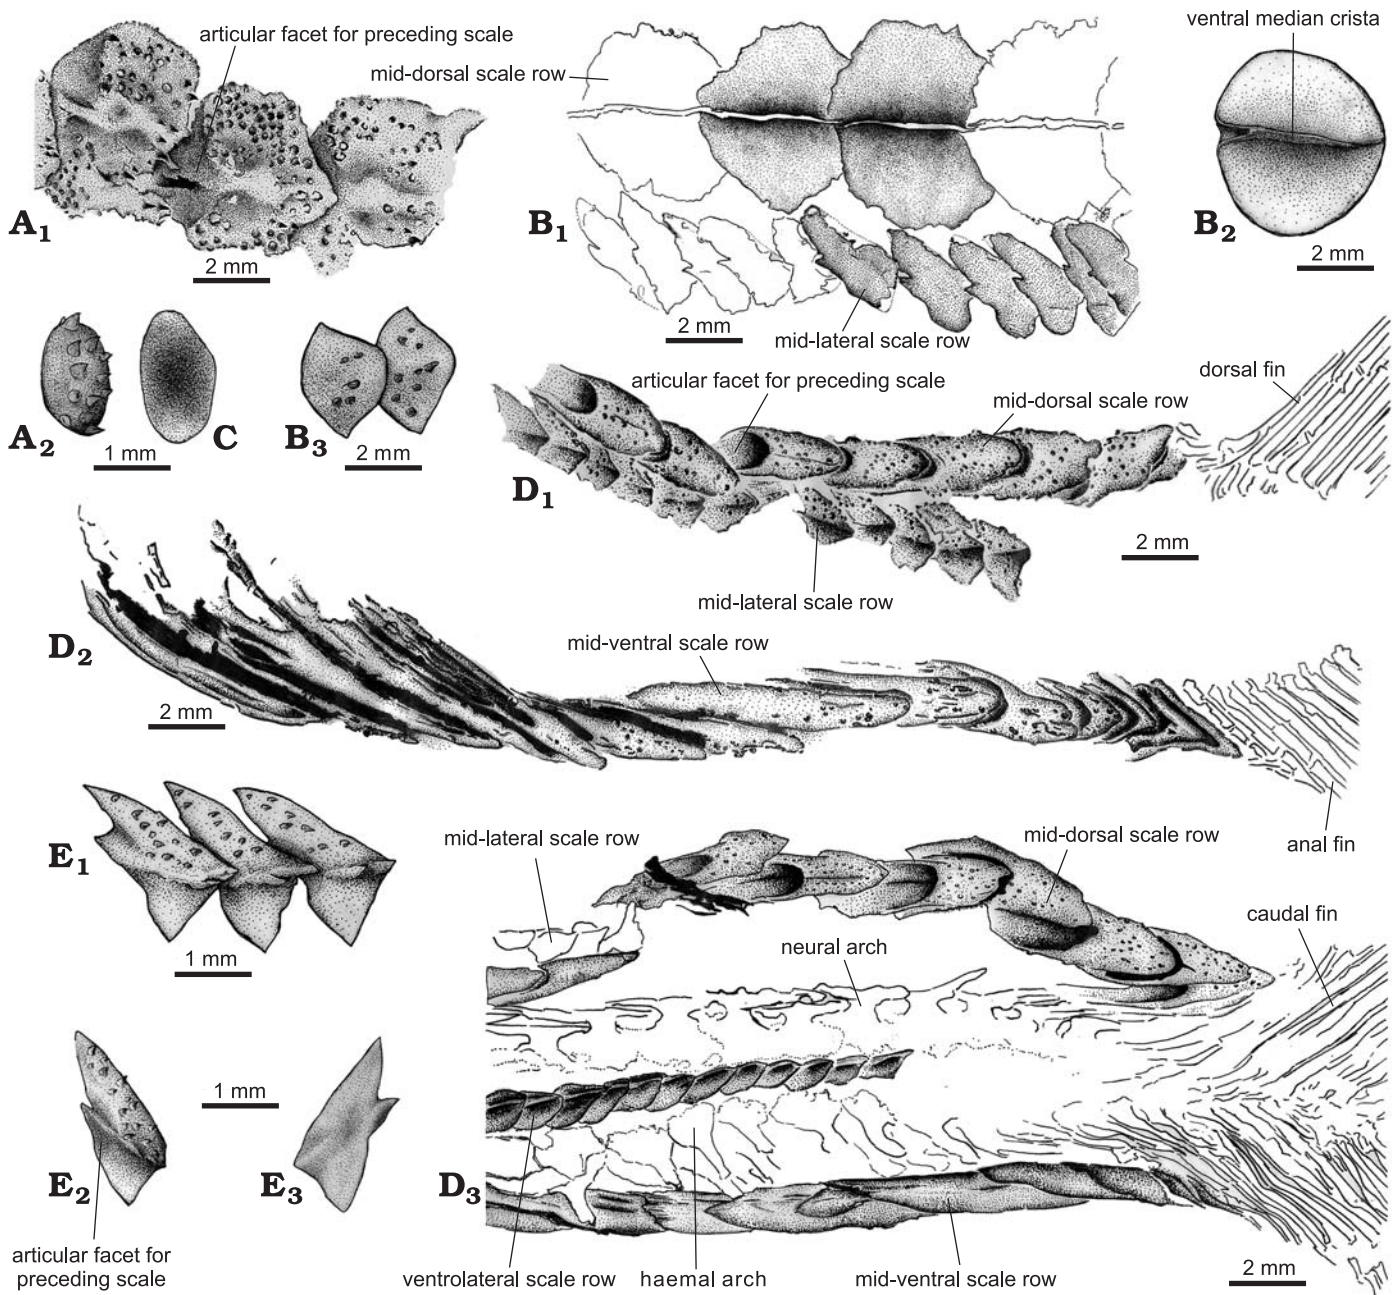 articular facet for preceding scale
mid-dorsal scale row
A1
2 mm
B1
2 mm
mid-lateral scale row
ventral median crista
B2
2 mm
A2
C
1 mm
B3
2 mm
articular facet for preceding scale
mid-dorsal scale row
dorsal fin
D1
2 mm
mid-lateral scale row
D2
2 mm
mid-ventral scale row
anal fin
E1
1 mm
mid-lateral scale row
mid-dorsal scale row
neural arch
caudal fin
E2
1 mm
E3
articular facet for
preceding scale
D3
ventrolateral scale row
haemal arch
mid-ventral scale row
2 mm